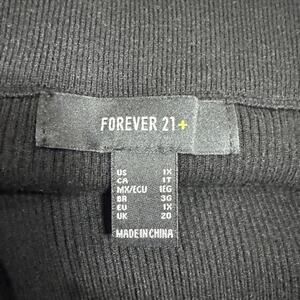 FOREVER 21+
US 1X
CA 1T
MX/ECU 1EG
BR 3G
EU 1X
UK 20
MADE IN CHINA